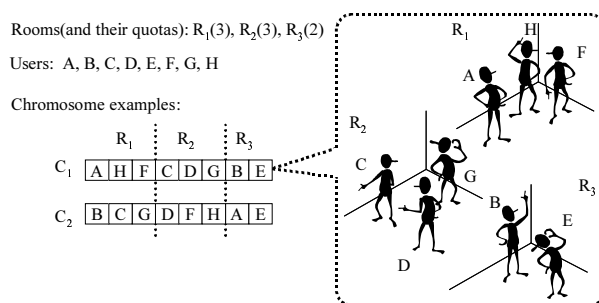 Rooms(and their quotas): R1(3), R2(3), R3(2)
Users: A, B, C, D, E, F, G, H
Chromosome examples:
R1 R2 R3
C1 A H F C D G B E
C2 B C G D F H A E
R1
H
F
A
R2
C
G
D
R3
B
E